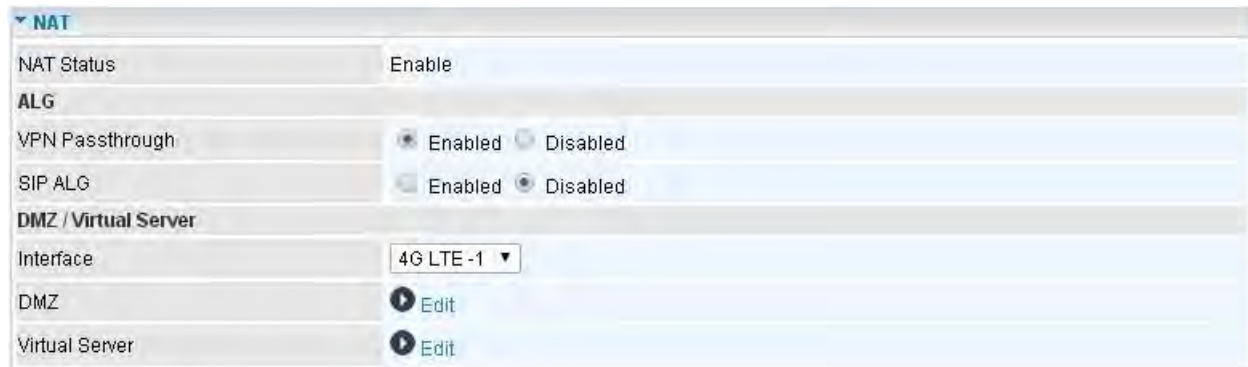 NAT
NAT Status Enable
ALG
VPN Passthrough Enabled Disabled
SIP ALG Enabled Disabled
DMZ / Virtual Server
Interface 4G LTE -1
DMZ Edit
Virtual Server Edit